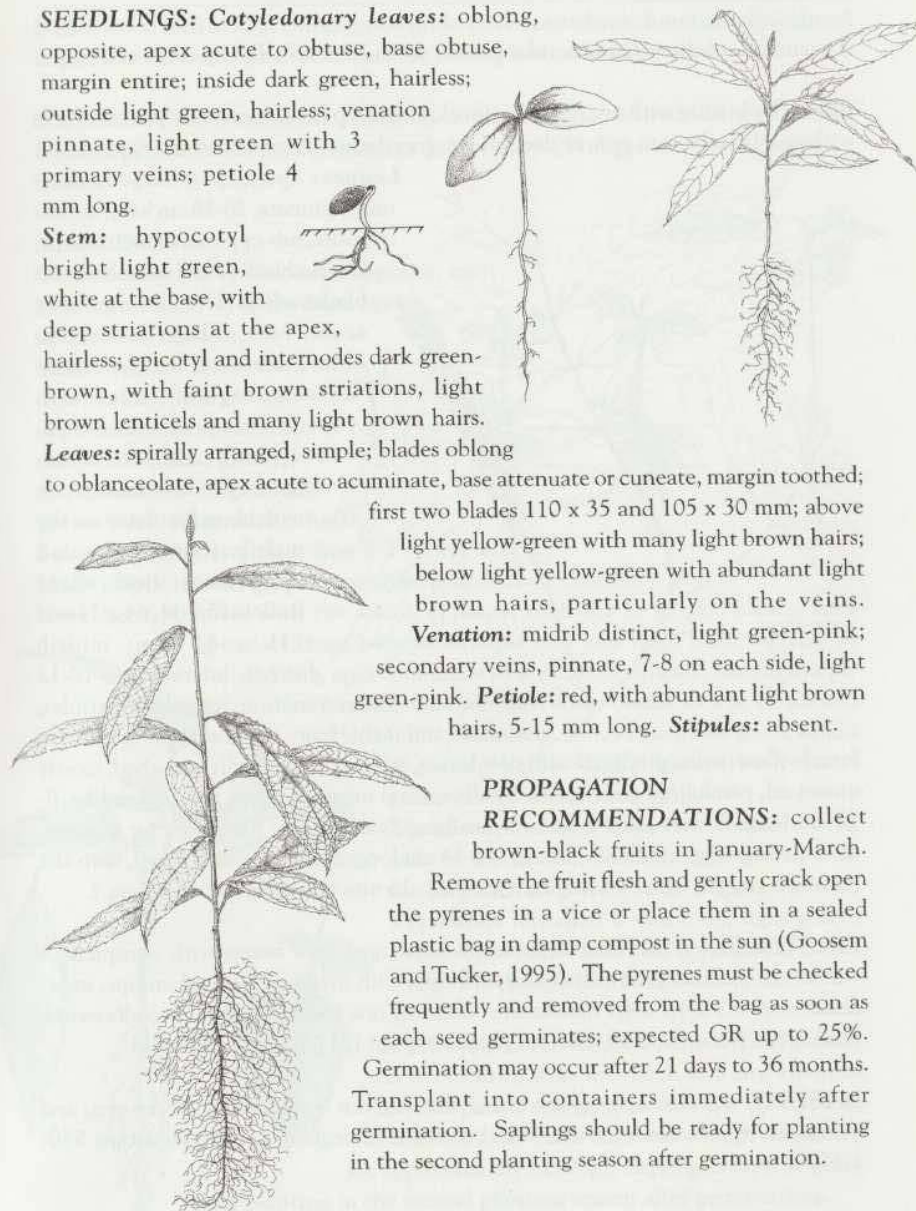 SEEDLINGS: Cotyledonary leaves: oblong,
opposite, apex acute to obtuse, base obtuse,
margin entire; inside dark green, hairless;
outside light green, hairless; venation
pinnate, light green with 3
primary veins; petiole 4
mm long.
Stem: hypocotyl
bright light green,
white at the base, with
deep striations at the apex,
hairless; epicotyl and internodes dark green-
brown, with faint brown striations, light
brown lenticels and many light brown hairs.
Leaves: spirally arranged, simple; blades oblong
to oblanceolate, apex acute to acuminate, base attenuate or cuneate, margin toothed;
first two blades 110 x 35 and 105 x 30 mm; above
light yellow-green with many light brown hairs;
below light yellow-green with abundant light
brown hairs, particularly on the veins.
Venation: midrib distinct, light green-pink;
secondary veins, pinnate, 7-8 on each side, light
green-pink. Petiole: red, with abundant light brown
hairs, 5-15 mm long. Stipules: absent.
PROPAGATION
RECOMMENDATIONS: collect
brown-black fruits in January-March.
Remove the fruit flesh and gently crack open
the pyrenes in a vice or place them in a sealed
plastic bag in damp compost in the sun (Goosem
and Tucker, 1995). The pyrenes must be checked
frequently and removed from the bag as soon as
each seed germinates; expected GR up to 25%.
Germination may occur after 21 days to 36 months.
Transplant into containers immediately after
germination. Saplings should be ready for planting
in the second planting season after germination.